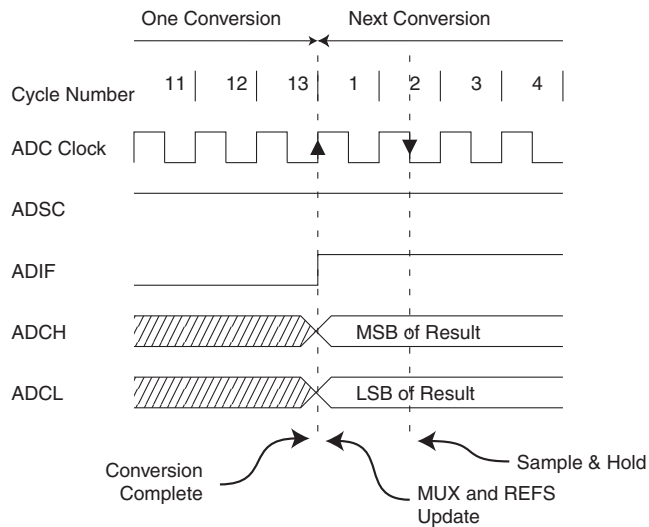 One Conversion Next Conversion
Cycle Number 11 12 13 1 2 3 4
ADC Clock
ADSC
ADIF
ADCH MSB of Result
ADCL LSB of Result
Conversion
Complete
MUX and REFS
Update
Sample & Hold